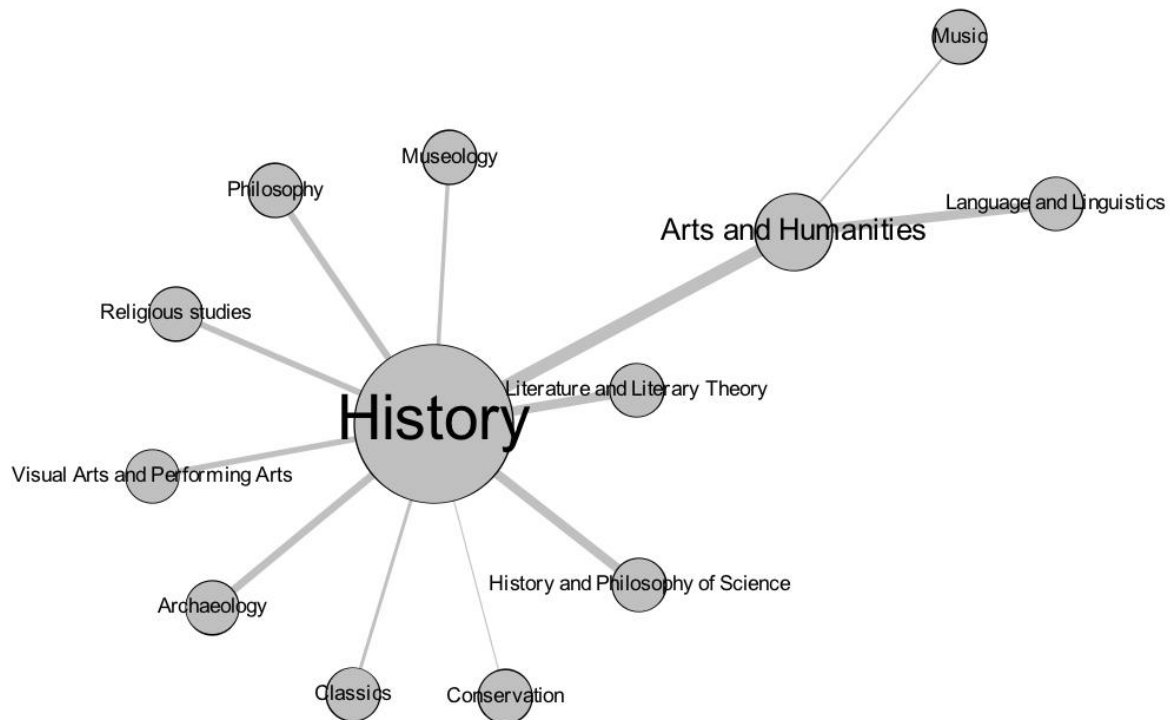 Music
Museology
Philosophy
Language and Linguistics
Arts and Humanities
Religious studies
Literature and Literary Theory
History
Visual Arts and Performing Arts
History and Philosophy of Science
Archaeology
Classics
Conservation